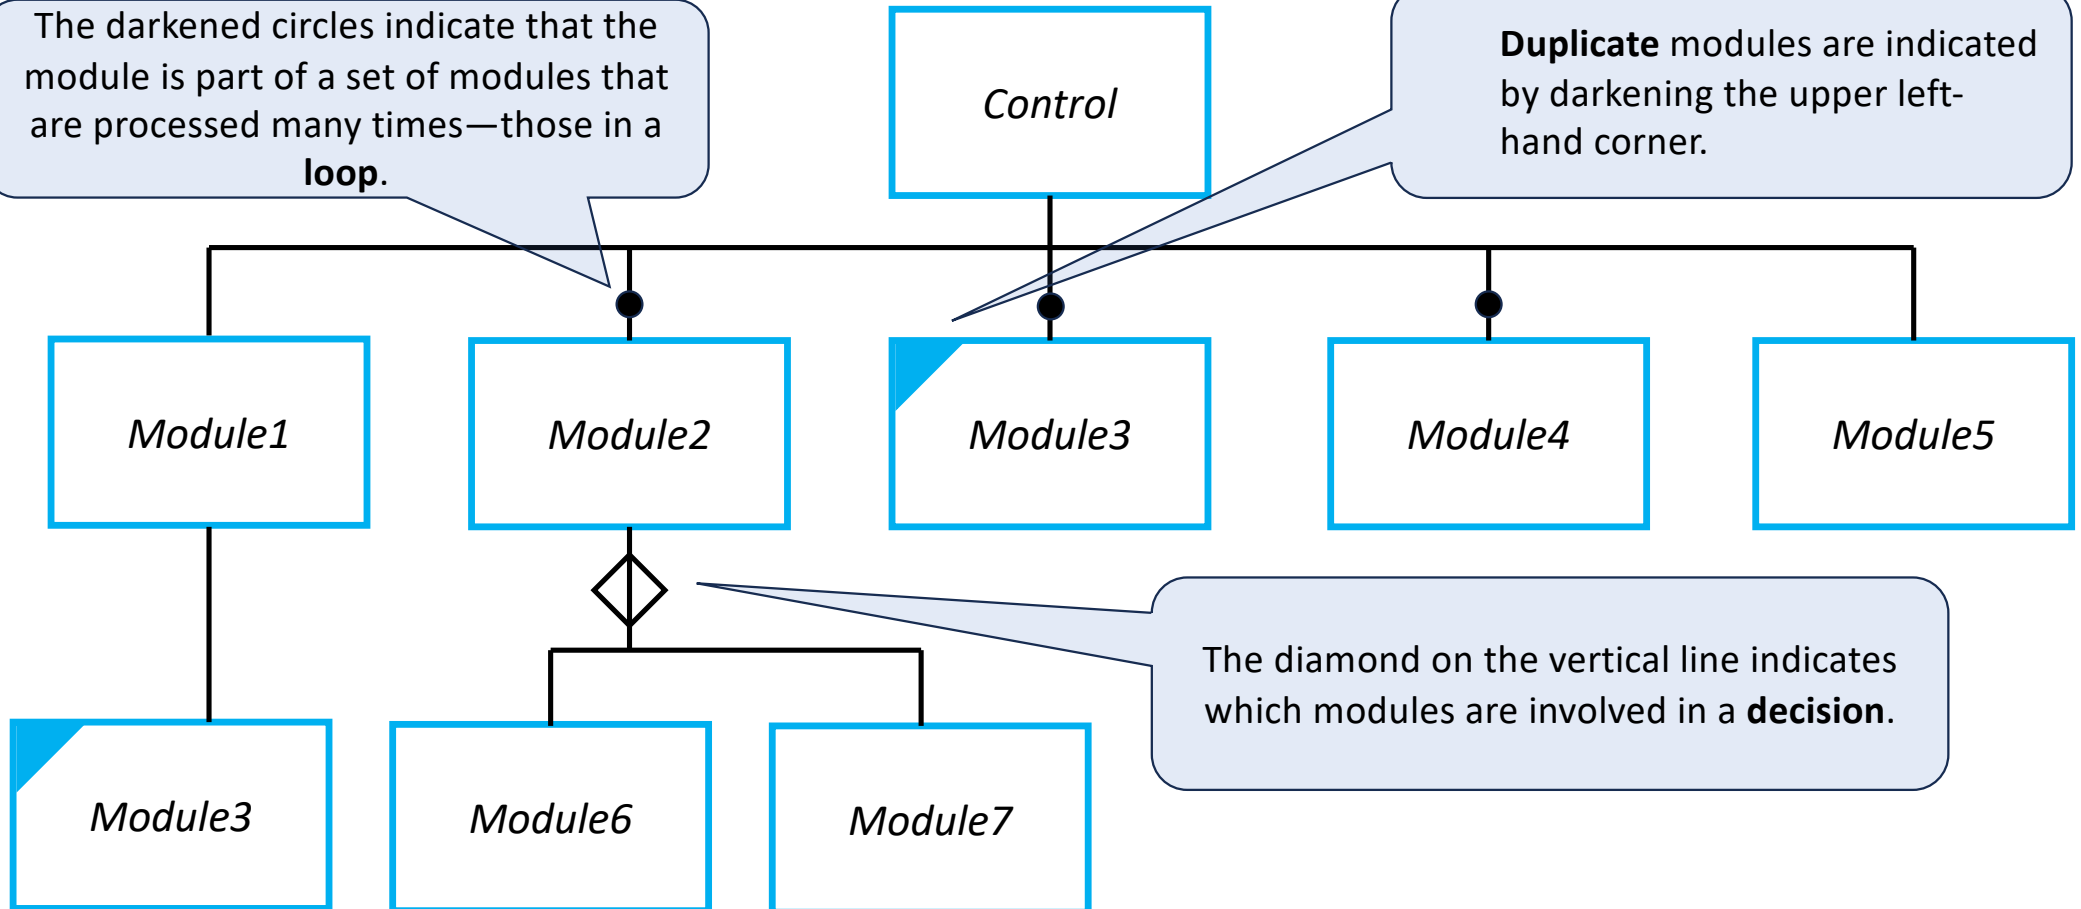 The darkened circles indicate that the
module is part of a set of modules that
are processed many times—those in a
loop.
Control
Duplicate modules are indicated
by darkening the upper left-
hand corner.
Module1
Module2
Module3
Module4
Module5
The diamond on the vertical line indicates
which modules are involved in a decision.
Module3
Module6
Module7